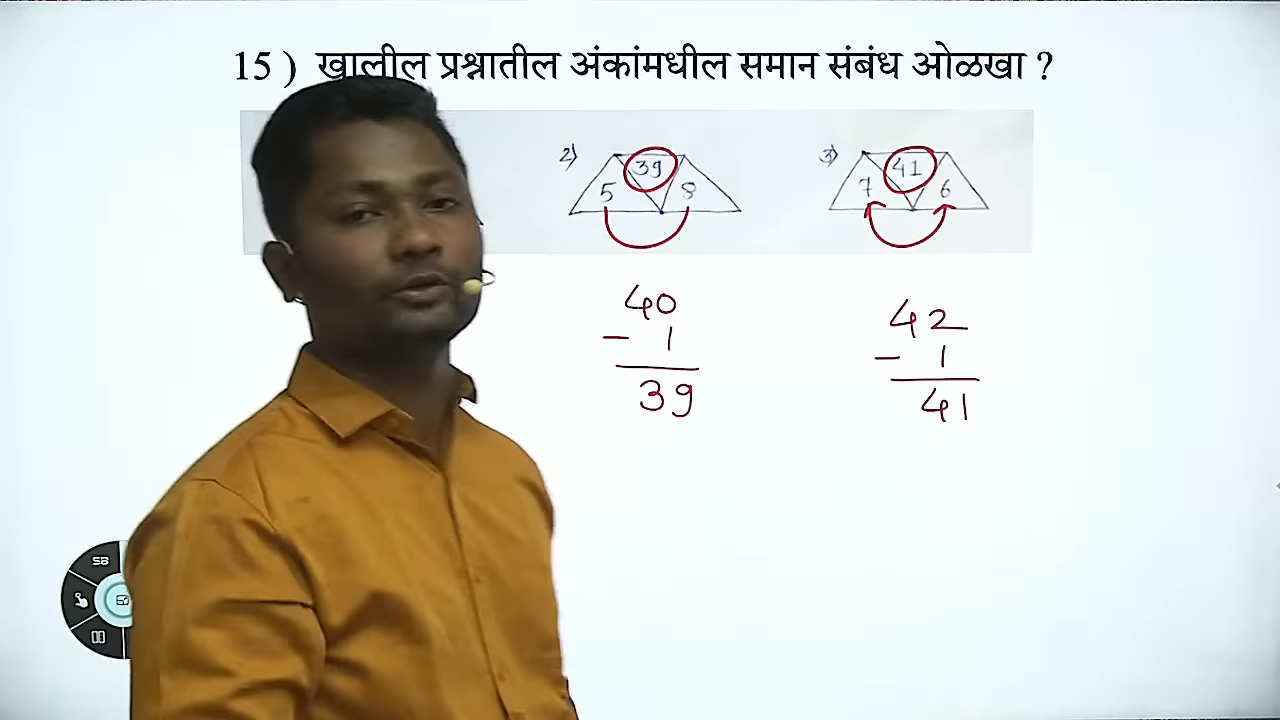 15 ) खालील प्रश्नातील अंकांमधील समान संबंध ओळखा ?
2) 39 3) 41
5 8 7 6
40 42
- 1 - 1
39 41
SB